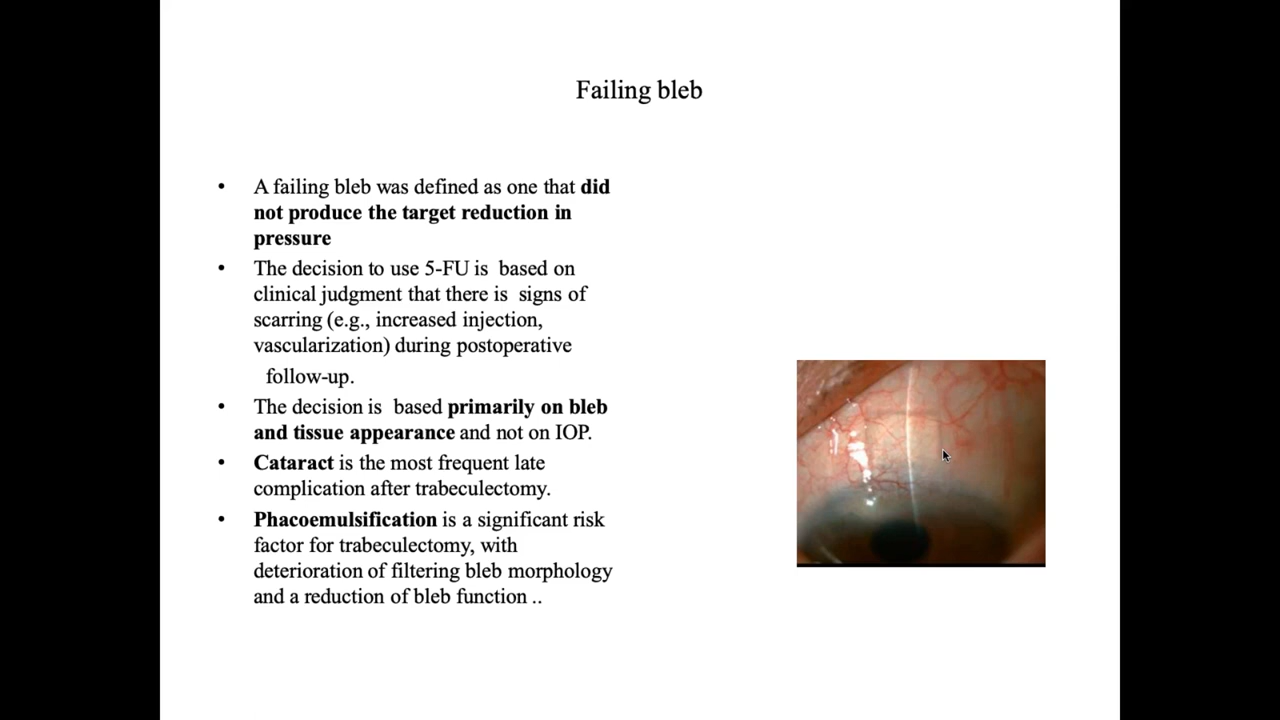 Failing bleb
• A failing bleb was defined as one that did
not produce the target reduction in
pressure
• The decision to use 5-FU is  based on
clinical judgment that there is  signs of
scarring (e.g., increased injection,
vascularization) during postoperative
follow-up.
• The decision is  based primarily on bleb
and tissue appearance and not on IOP.
• Cataract is the most frequent late
complication after trabeculectomy.
• Phacoemulsification is a significant risk
factor for trabeculectomy, with
deterioration of filtering bleb morphology
and a reduction of bleb function ..